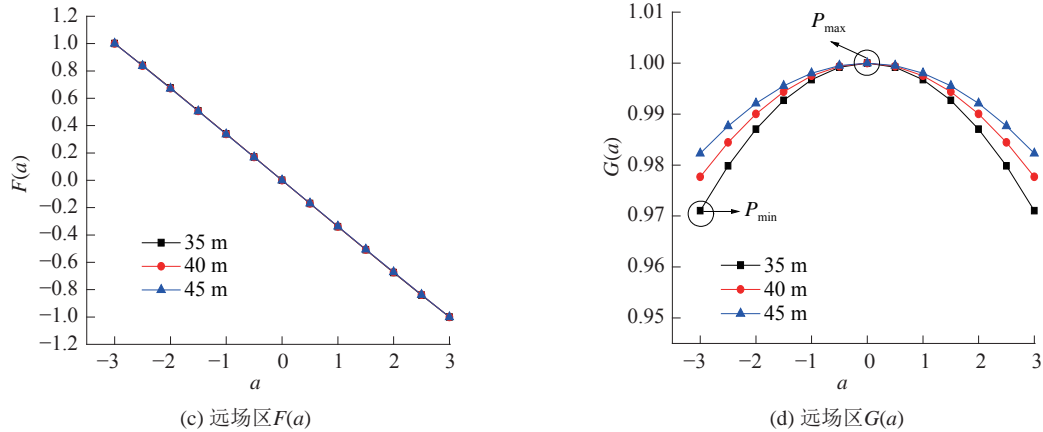 1.2
1.0
0.8
0.6
0.4
0.2
0.0
−0.2
−0.4
−0.6
−0.8
−1.0
−1.2
F(a)
35 m
40 m
45 m
−3 −2 −1 0 1 2 3
a
(c) 远场区F(a)
1.01
1.00
0.99
0.98
0.97
0.96
0.95
G(a)
Pmax
Pmin
35 m
40 m
45 m
−3 −2 −1 0 1 2 3
a
(d) 远场区G(a)